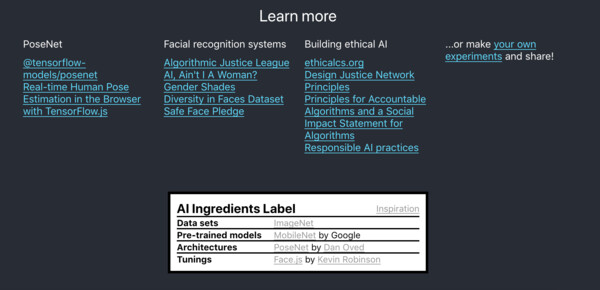 Learn more
PoseNet
@tensorflow-
models/posenet
Real-time Human Pose
Estimation in the Browser
with TensorFlow.js
Facial recognition systems
Algorithmic Justice League
AI, Ain't I A Woman?
Gender Shades
Diversity in Faces Dataset
Safe Face Pledge
Building ethical AI
ethicalcs.org
Design Justice Network
Principles
Principles for Accountable
Algorithms and a Social
Impact Statement for
Algorithms
Responsible AI practices
...or make your own
experiments and share!
AI Ingredients Label Inspiration
Data sets ImageNet
Pre-trained models MobileNet by Google
Architectures PoseNet by Dan Oved
Tunings Face.js by Kevin Robinson